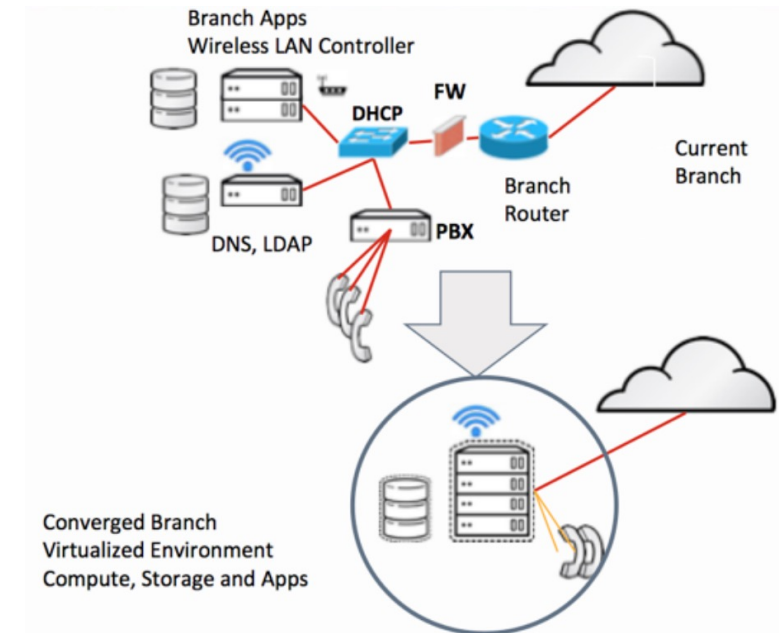 Branch Apps
Wireless LAN Controller
FW
DHCP
Current
Branch
Branch
Router
PBX
DNS, LDAP
Converged Branch
Virtualized Environment
Compute, Storage and Apps